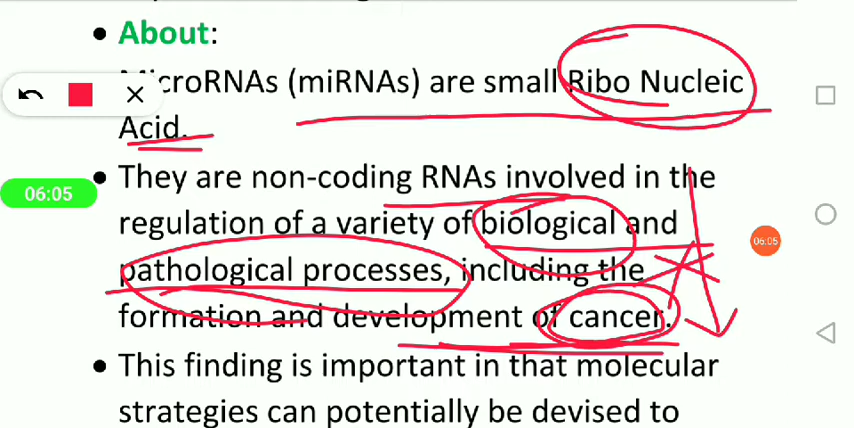 • About:
MicroRNAs (miRNAs) are small Ribo Nucleic
Acid.
• They are non-coding RNAs involved in the
06:05
regulation of a variety of biological and
06:05
pathological processes, including the
formation and development of cancer.
• This finding is important in that molecular
strategies can potentially be devised to